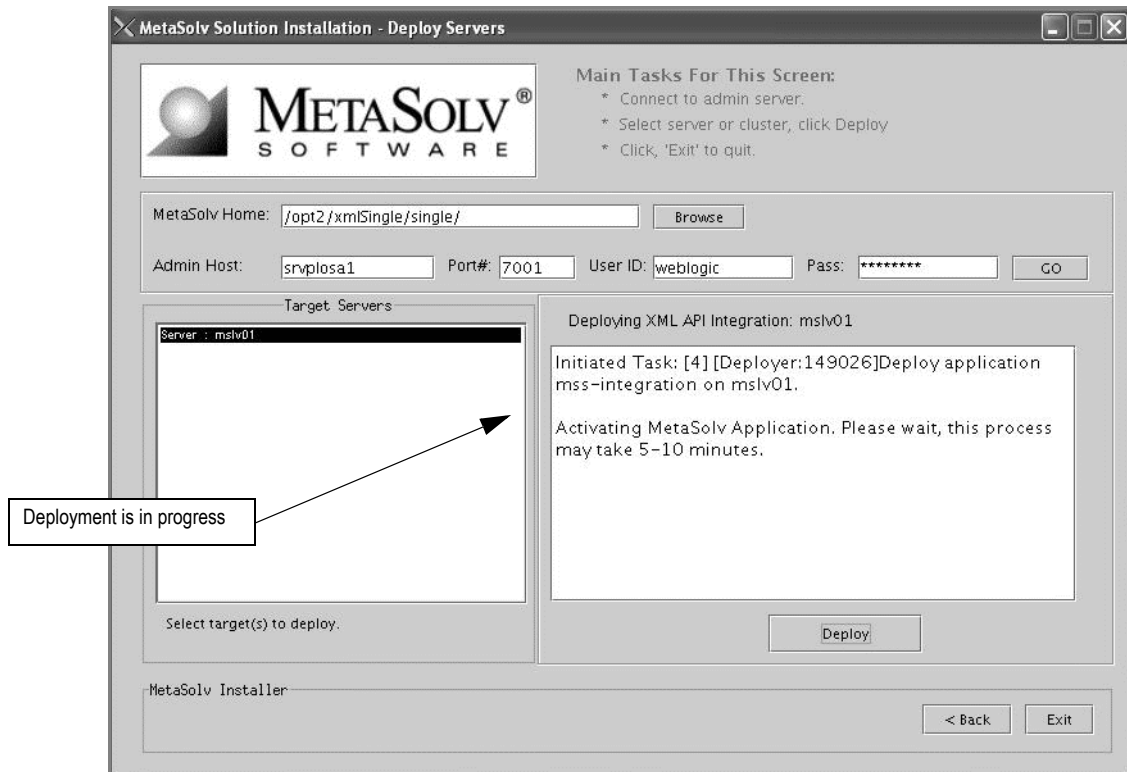 MetaSolv Solution Installation - Deploy Servers
METASOLV®
SOFTWARE
Main Tasks For This Screen:
* Connect to admin server.
* Select server or cluster, click Deploy
* Click, 'Exit' to quit.
MetaSolv Home: /opt2/xmlSingle/single/ Browse
Admin Host: srvplosa1 Port#: 7001 User ID: weblogic Pass: ******** GO
Target Servers
Server : mslv01
Select target(s) to deploy.
Deploying XML API Integration: mslv01
Initiated Task: [4] [Deployer:149026]Deploy application
mss-integration on mslv01.
Activating MetaSolv Application. Please wait, this process
may take 5-10 minutes.
Deployment is in progress
Deploy
MetaSolv Installer
< Back Exit